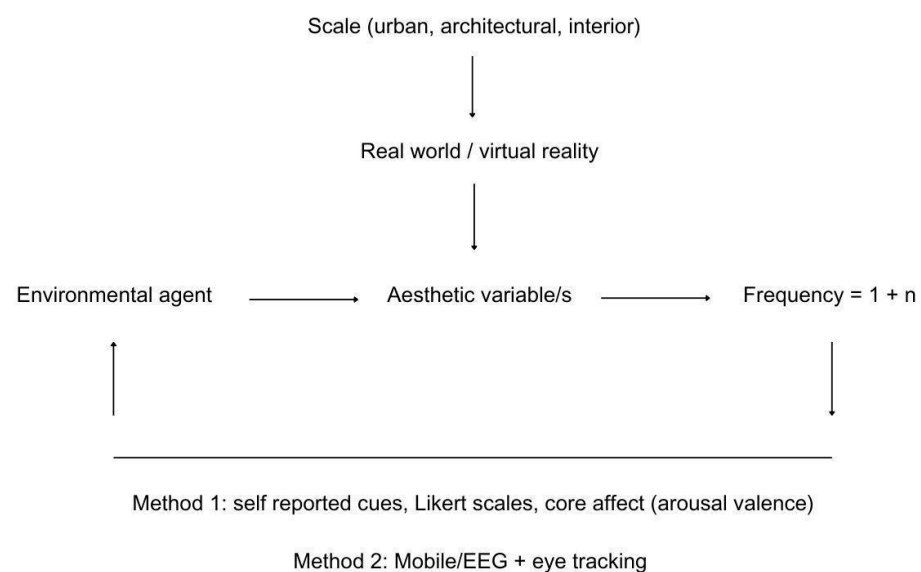 Scale (urban, architectural, interior)
Real world / virtual reality
Environmental agent
Aesthetic variable/s
Frequency = 1 + n
Method 1: self reported cues, Likert scales, core affect (arousal valence)
Method 2: Mobile/EEG + eye tracking